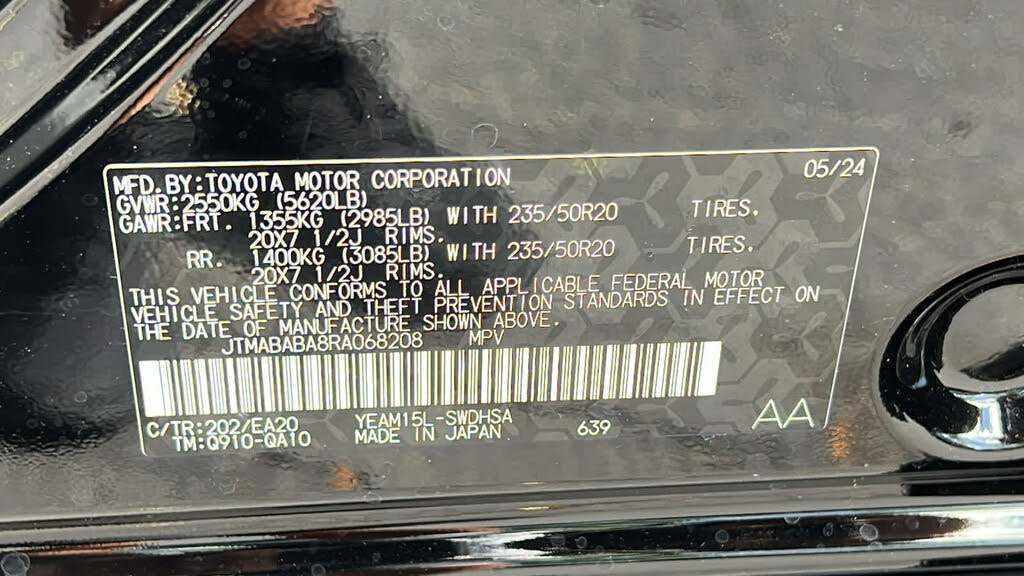 05/24
MFD.BY:TOYOTA MOTOR CORPORATION
GVWR:2550KG (5620LB)
GAWR:FRT. 1355KG (2985LB) WITH 235/50R20 TIRES.
20X7 1/2J RIMS.
RR. 1400KG (3085LB) WITH 235/50R20 TIRES.
20X7 1/2J RIMS.
THIS VEHICLE CONFORMS TO ALL APPLICABLE FEDERAL MOTOR
VEHICLE SAFETY AND THEFT PREVENTION STANDARDS IN EFFECT ON
THE DATE OF MANUFACTURE SHOWN ABOVE.
JTMABABA8RA068208 MPV
C/TR:202/EA20 YEAM15L-SWDHSA
TM:Q910-QA10 MADE IN JAPAN 639 AA